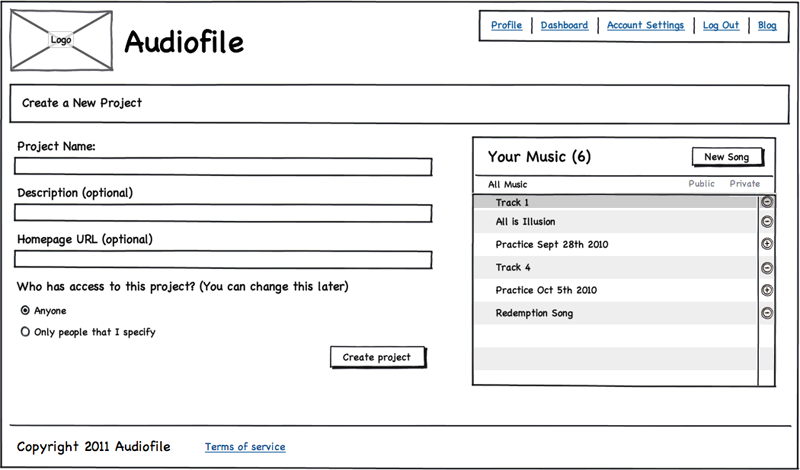 Logo
Audiofile
Profile Dashboard Account Settings Log Out Blog
Create a New Project
Project Name:
Description (optional)
Homepage URL (optional)
Who has access to this project? (You can change this later)
Anyone
Only people that I specify
Create project
Your Music (6)
New Song
All Music Public Private
Track 1
All is Illusion
Practice Sept 28th 2010
Track 4
Practice Oct 5th 2010
Redemption Song
Copyright 2011 Audiofile Terms of service